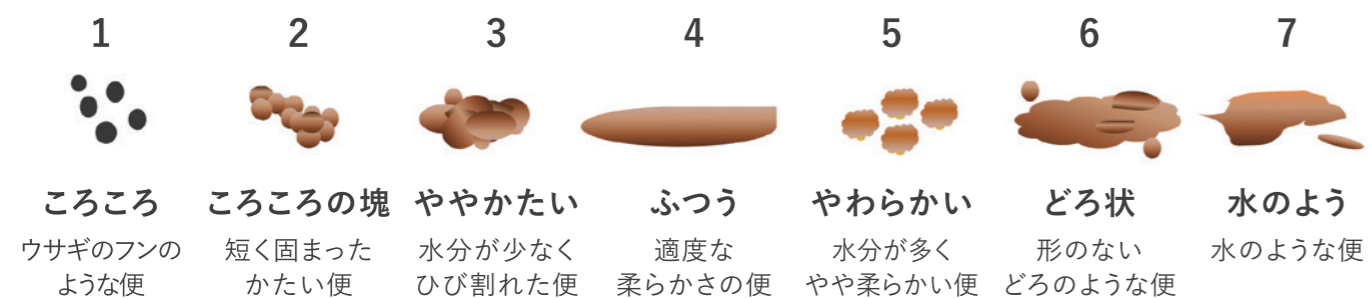 1 2 3 4 5 6 7
ころころ ころころの塊 ややかたい ふつう やわらかい どろ状 水のよう
ウサギのフンの 短く固まった 水分が少なく 適度な 水分が多く 形のない 水のような便
ような便 かたい便 ひび割れた便 柔らかさの便 やや柔らかい便 どろのような便